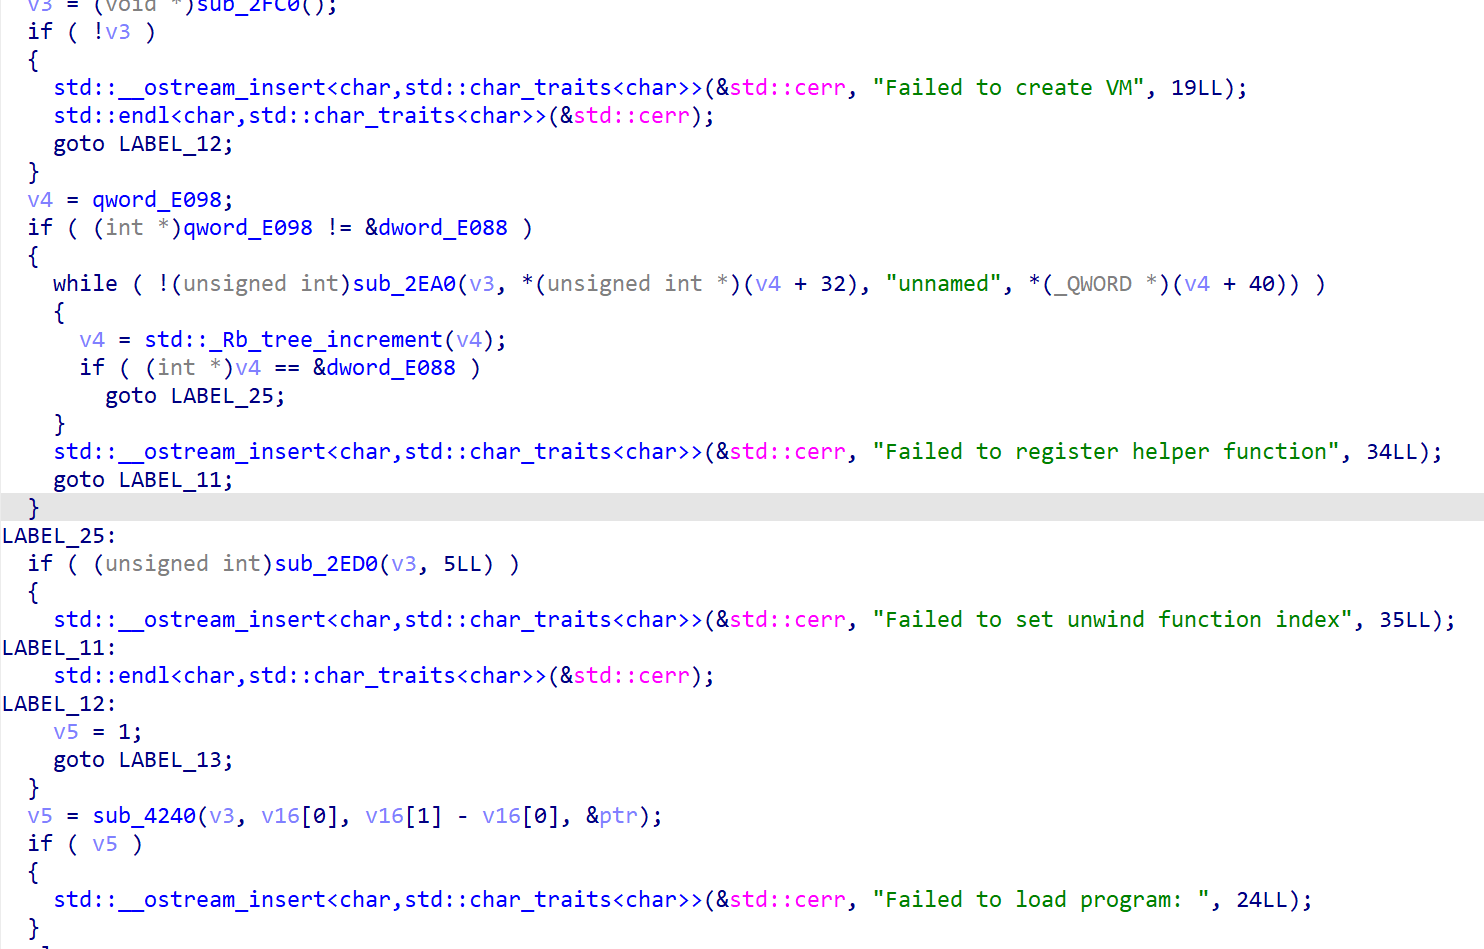 v3 = (void *)sub_2FC0();
if ( !v3 )
{
std::__ostream_insert<char,std::char_traits<char>>(&std::cerr, "Failed to create VM", 19LL);
std::endl<char,std::char_traits<char>>(&std::cerr);
goto LABEL_12;
}
v4 = qword_E098;
if ( (int *)qword_E098 != &dword_E088 )
{
while ( !(unsigned int)sub_2EA0(v3, *(unsigned int *)(v4 + 32), "unnamed", *(_QWORD *)(v4 + 40)) )
{
v4 = std::_Rb_tree_increment(v4);
if ( (int *)v4 == &dword_E088 )
goto LABEL_25;
}
std::__ostream_insert<char,std::char_traits<char>>(&std::cerr, "Failed to register helper function", 34LL);
goto LABEL_11;
}
LABEL_25:
if ( (unsigned int)sub_2ED0(v3, 5LL) )
{
std::__ostream_insert<char,std::char_traits<char>>(&std::cerr, "Failed to set unwind function index", 35LL);
LABEL_11:
std::endl<char,std::char_traits<char>>(&std::cerr);
LABEL_12:
v5 = 1;
goto LABEL_13;
}
v5 = sub_4240(v3, v16[0], v16[1] - v16[0], &ptr);
if ( v5 )
{
std::__ostream_insert<char,std::char_traits<char>>(&std::cerr, "Failed to load program: ", 24LL);
}